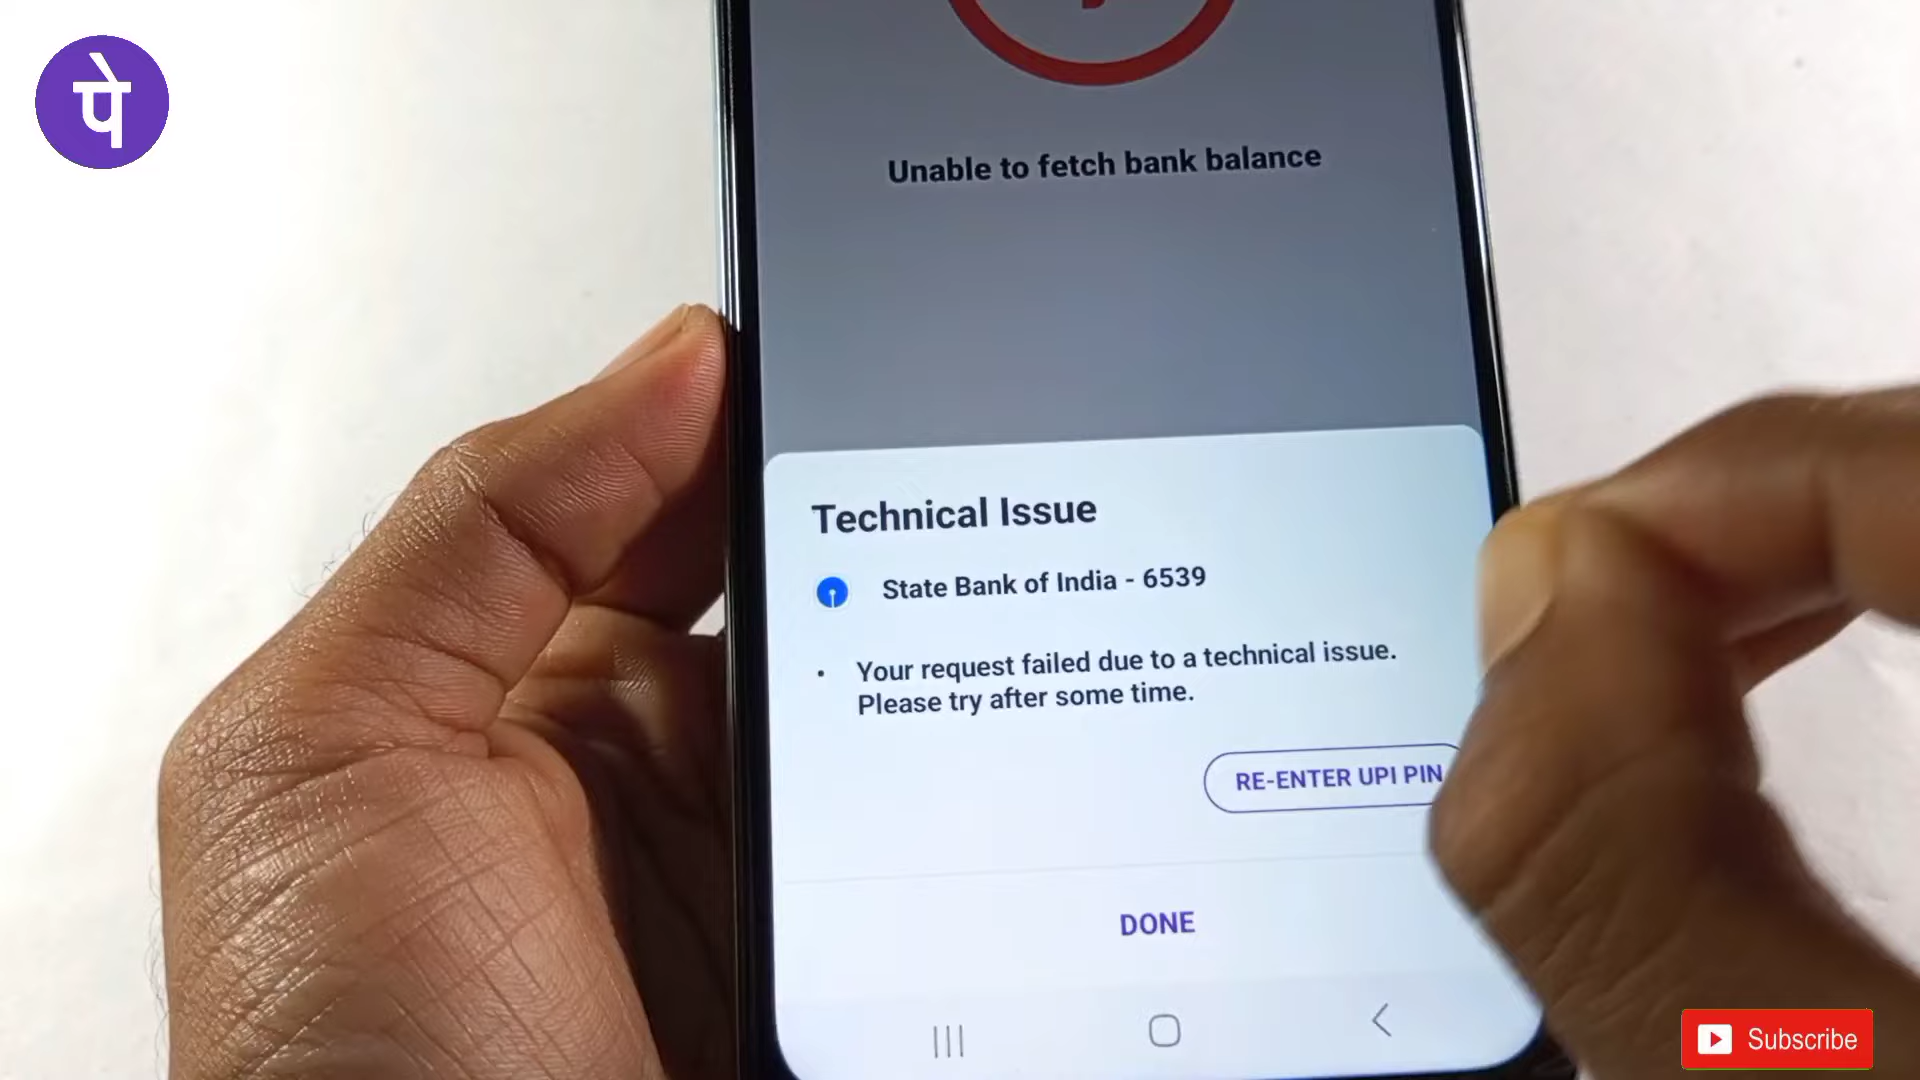 पे
Unable to fetch bank balance
Technical Issue
State Bank of India - 6539
• Your request failed due to a technical issue.
Please try after some time.
RE-ENTER UPI PIN
DONE
Subscribe